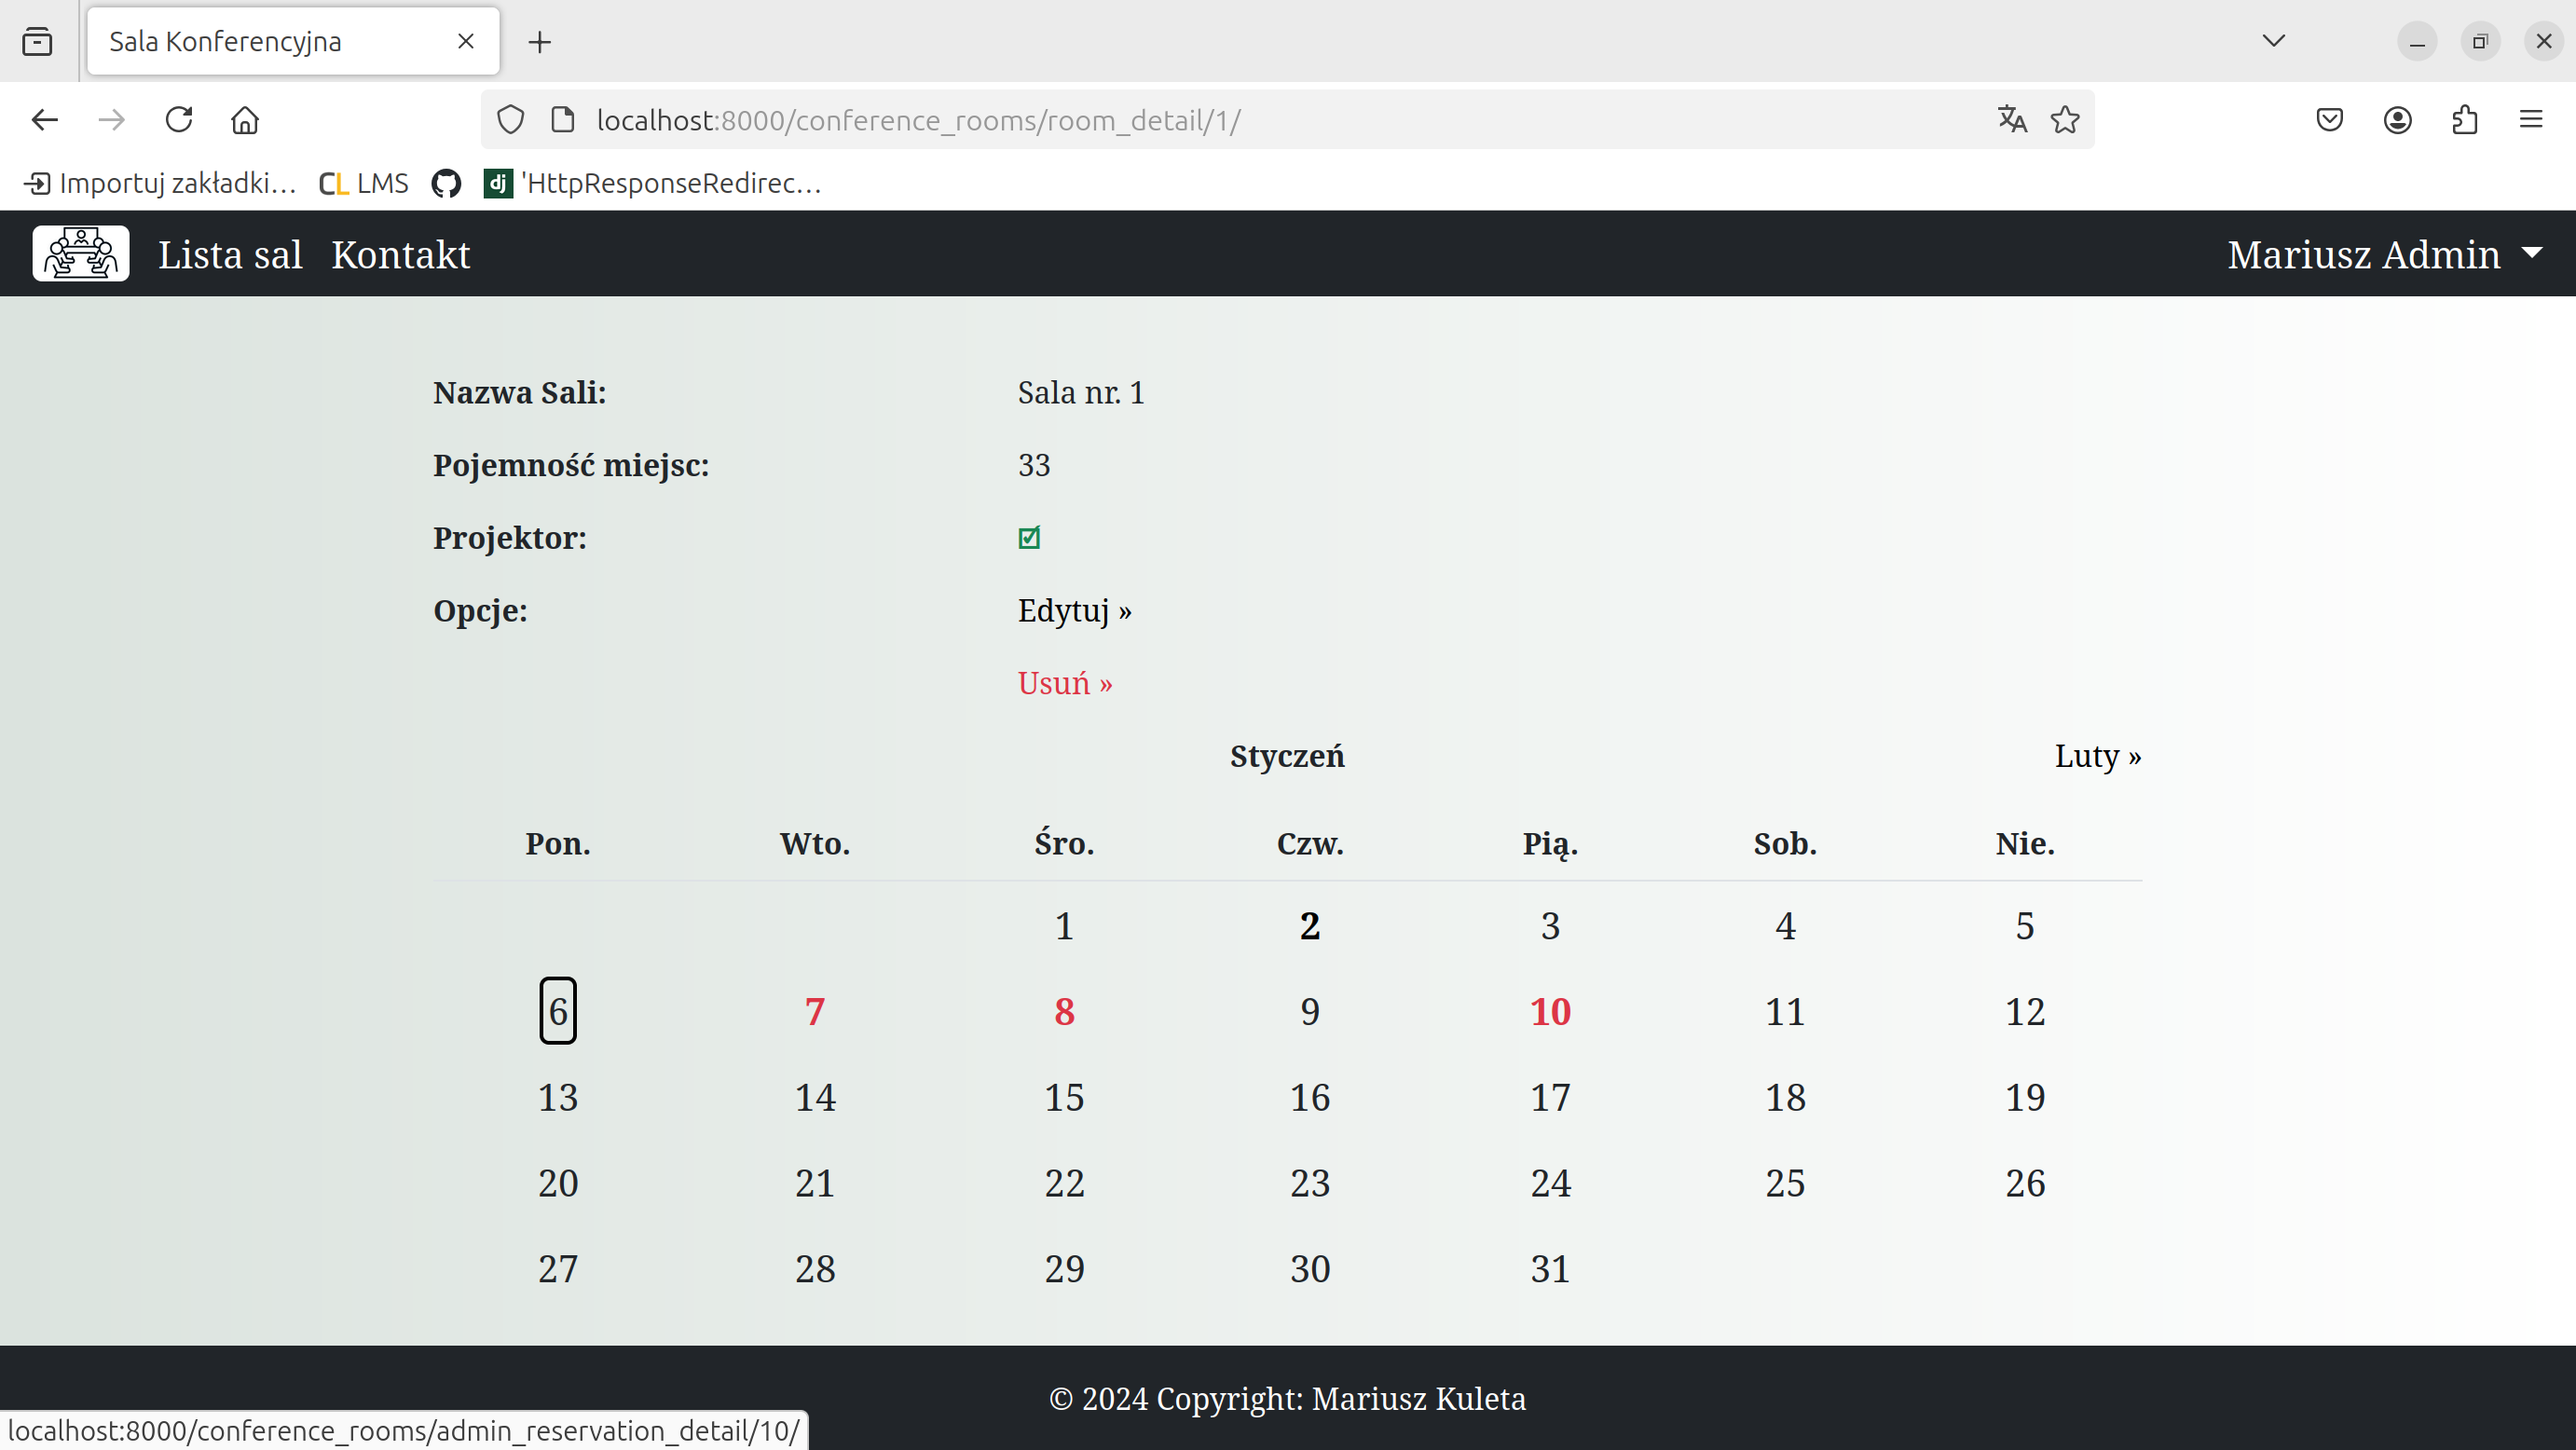 Sala Konferencyjna
localhost:8000/conference_rooms/room_detail/1/
Importuj zakładki… CL LMS dj 'HttpResponseRedirec…
Lista sal Kontakt Mariusz Admin
Nazwa Sali: Sala nr. 1
Pojemność miejsc: 33
Projektor:
Opcje: Edytuj »
Usuń »
Styczeń Luty »
Pon. Wto. Śro. Czw. Pią. Sob. Nie.
1 2 3 4 5
6 7 8 9 10 11 12
13 14 15 16 17 18 19
20 21 22 23 24 25 26
27 28 29 30 31
© 2024 Copyright: Mariusz Kuleta
localhost:8000/conference_rooms/admin_reservation_detail/10/